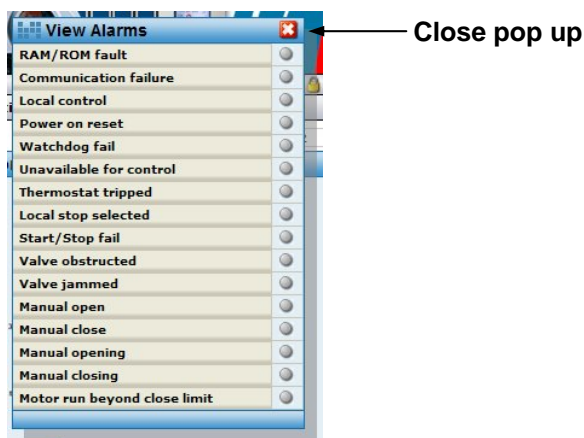 View Alarms
Close pop up
RAM/ROM fault
Communication failure
Local control
Power on reset
Watchdog fail
Unavailable for control
Thermostat tripped
Local stop selected
Start/Stop fail
Valve obstructed
Valve jammed
Manual open
Manual close
Manual opening
Manual closing
Motor run beyond close limit